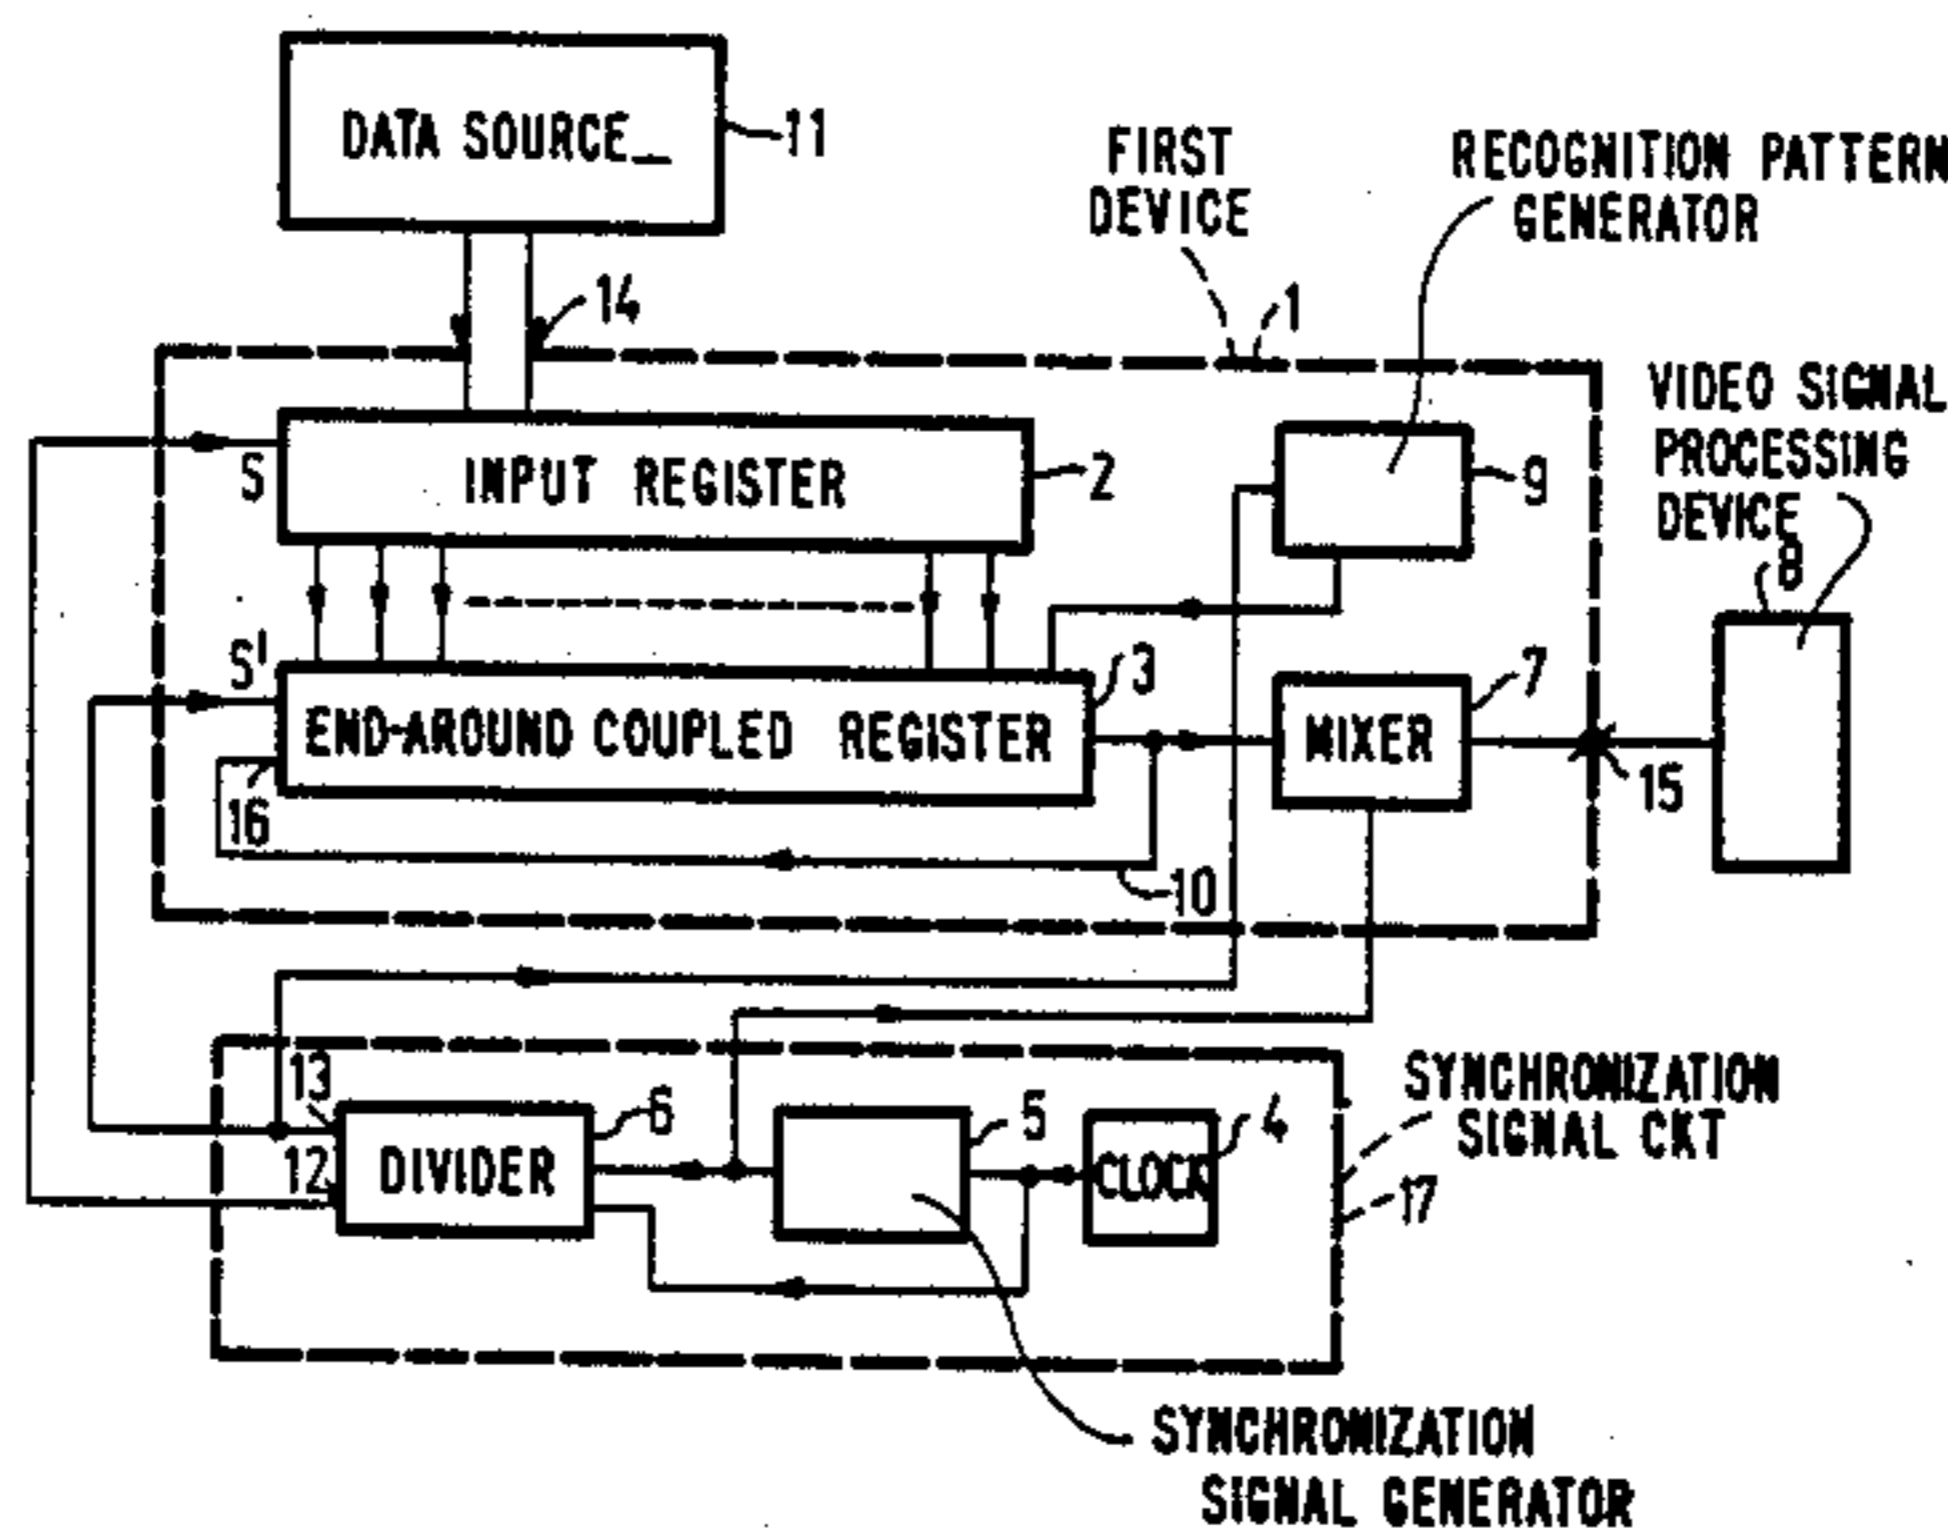 DATA SOURCE_
11
FIRST
DEVICE
RECOGNITION PATTERN
GENERATOR
14
1
VIDEO SIGNAL
PROCESSING
DEVICE
8
S
INPUT REGISTER
2
9
S'
END-AROUND COUPLED REGISTER
3
MIXER
7
16
15
10
13
12
DIVIDER
6
5
CLOCK
4
SYNCHRONIZATION
SIGNAL CKT
17
SYNCHRONIZATION
SIGNAL GENERATOR